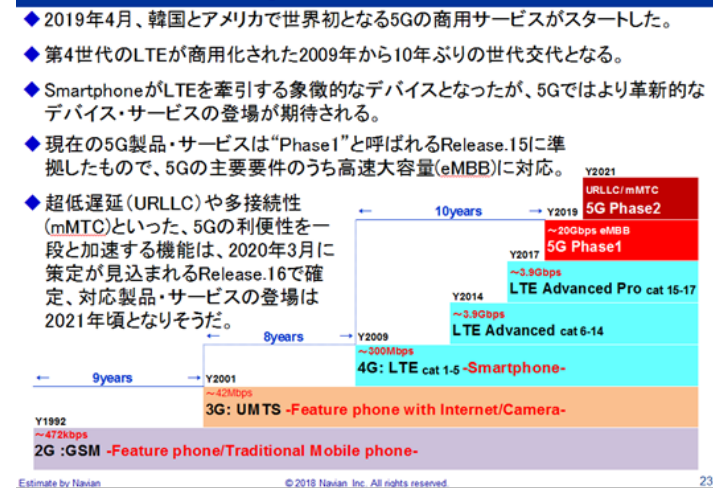 ◆2019年4月、韓国とアメリカで世界初となる5Gの商用サービスがスタートした。
◆第4世代のLTEが商用化された2009年から10年ぶりの世代交代となる。
◆SmartphoneがLTEを牽引する象徴的なデバイスとなったが、5Gではより革新的な
デバイス・サービスの登場が期待される。
◆現在の5G製品・サービスは“Phase1”と呼ばれるRelease.15に準
拠したもので、5Gの主要要件のうち高速大容量(eMBB)に対応。
◆超低遅延(URLLC)や多接続性
(mMTC)といった、5Gの利便性を一
段と加速する機能は、2020年3月に
策定が見込まれるRelease.16で確
定、対応製品・サービスの登場は
2021年頃となりそうだ。
Y2021
URLLC/mMTC
5G Phase2
10years
Y2019
～20Gbps eMBB
5G Phase1
Y2017
～3.9Gbps
LTE Advanced Pro cat 15-17
Y2014
～3.9Gbps
LTE Advanced cat 6-14
8years
Y2009
～300Mbps
4G: LTE cat 1-5 -Smartphone-
9years
Y2001
～42Mbps
3G: UMTS -Feature phone with Internet/Camera-
Y1992
～472kbps
2G :GSM -Feature phone/Traditional Mobile phone-
Estimate by Navian
© 2018 Navian Inc. All rights reserved.
23